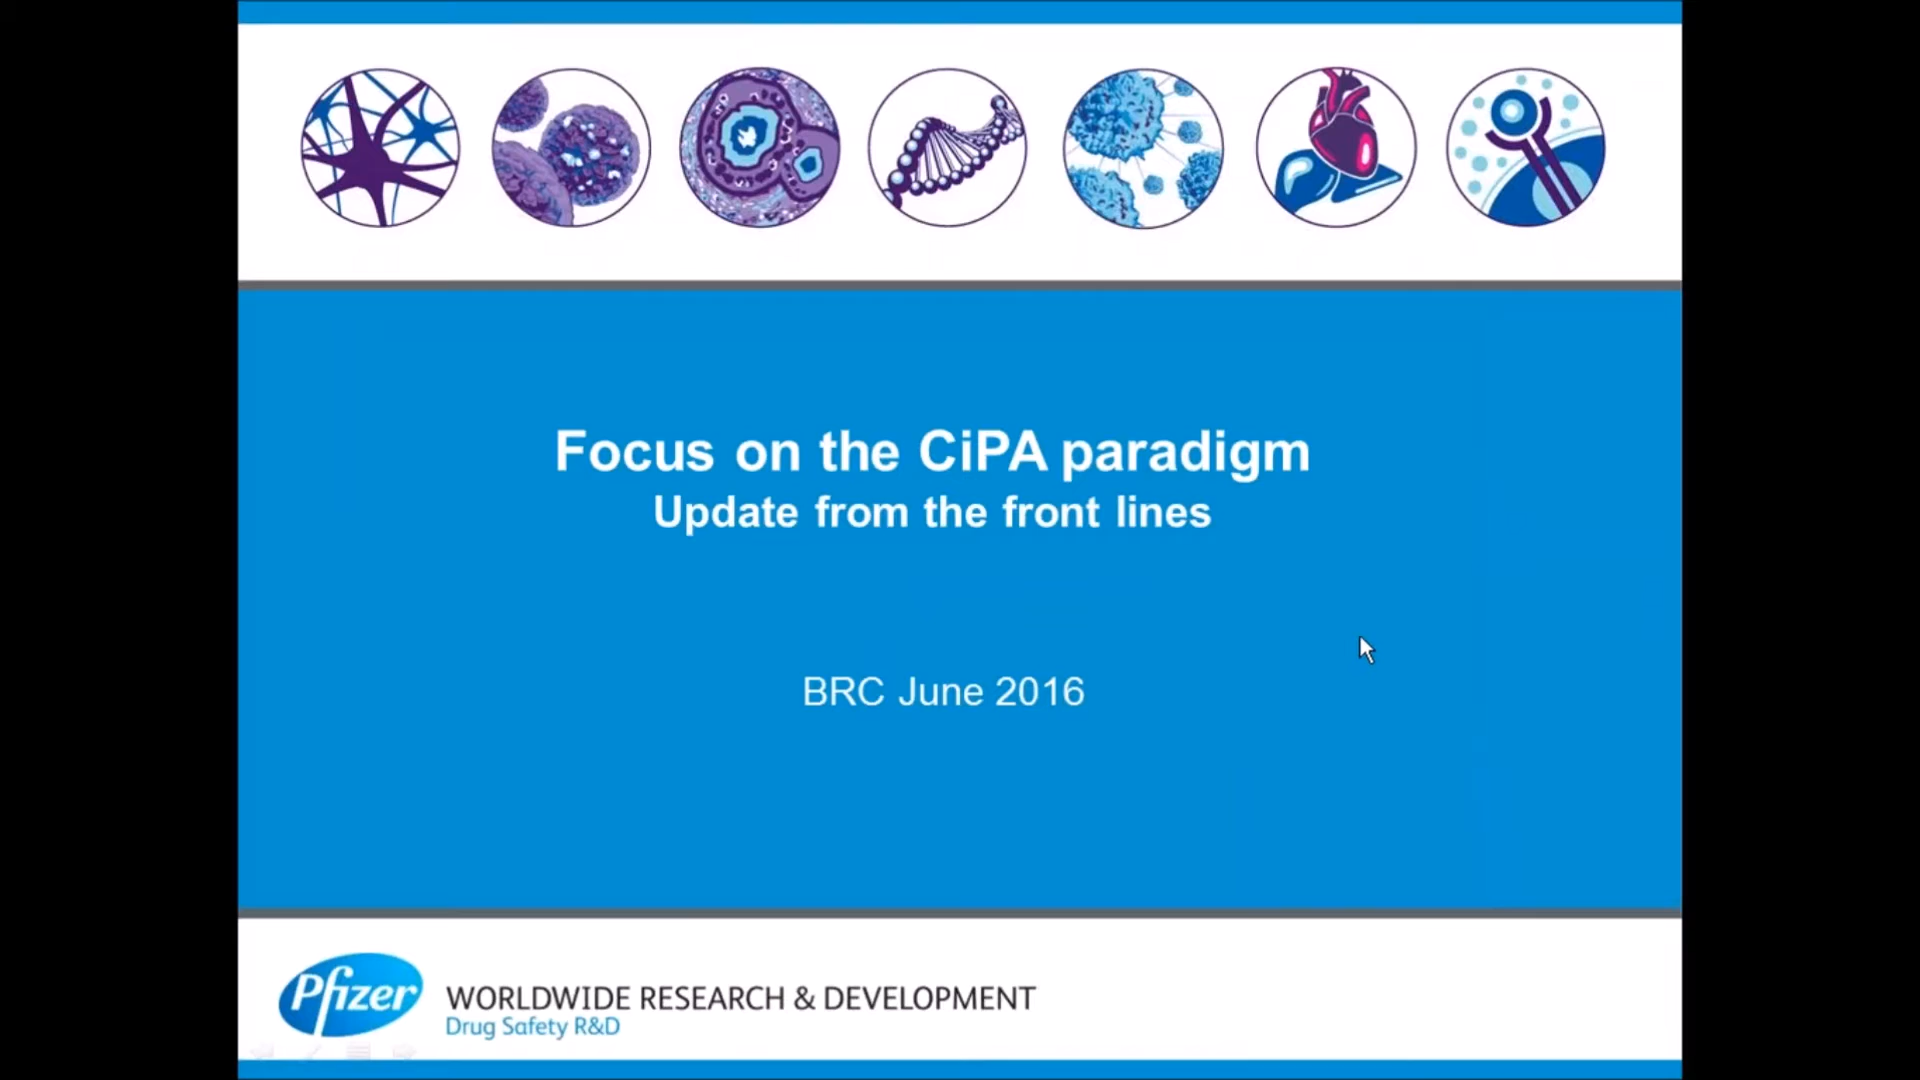 Focus on the CiPA paradigm
Update from the front lines
BRC June 2016
Pfizer
WORLDWIDE RESEARCH & DEVELOPMENT
Drug Safety R&D